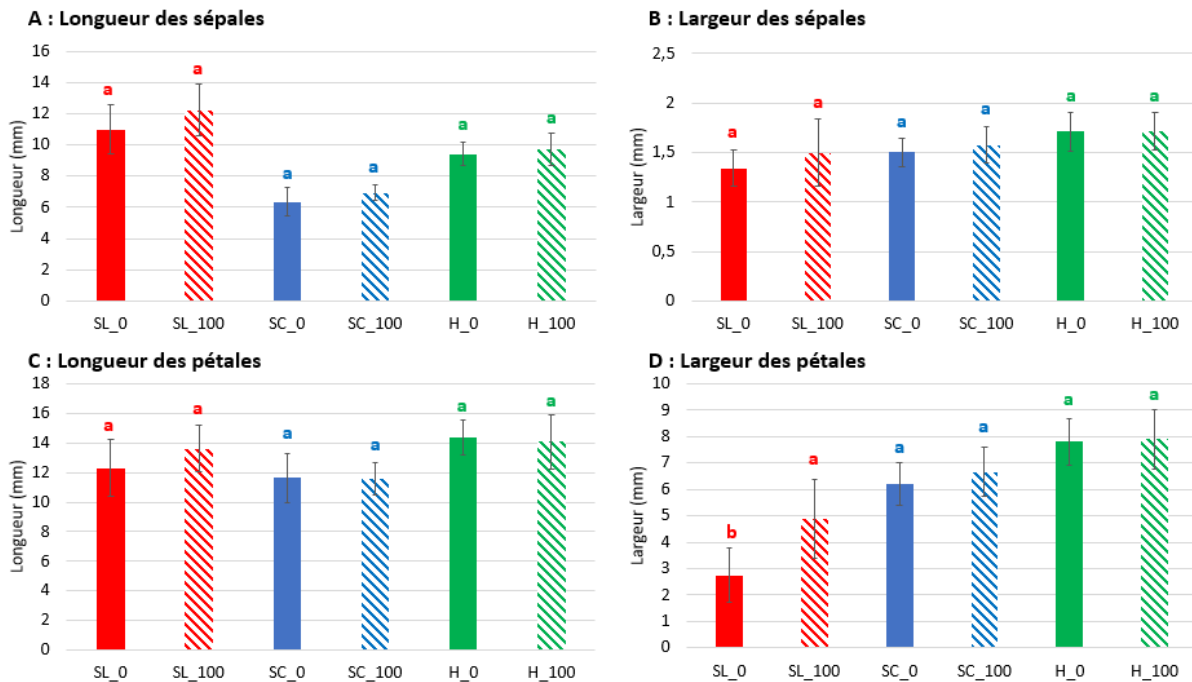 A : Longueur des sépales
Longueur (mm)
16
14
12
10
8
6
4
2
0
a
a
a
a
a
a
SL_0
SL_100
SC_0
SC_100
H_0
H_100
B : Largeur des sépales
Largeur (mm)
2,5
2
1,5
1
0,5
0
a
a
a
a
a
a
SL_0
SL_100
SC_0
SC_100
H_0
H_100
C : Longueur des pétales
Longueur (mm)
18
16
14
12
10
8
6
4
2
0
a
a
a
a
a
a
SL_0
SL_100
SC_0
SC_100
H_0
H_100
D : Largeur des pétales
Largeur (mm)
10
9
8
7
6
5
4
3
2
1
0
b
a
a
a
a
a
SL_0
SL_100
SC_0
SC_100
H_0
H_100